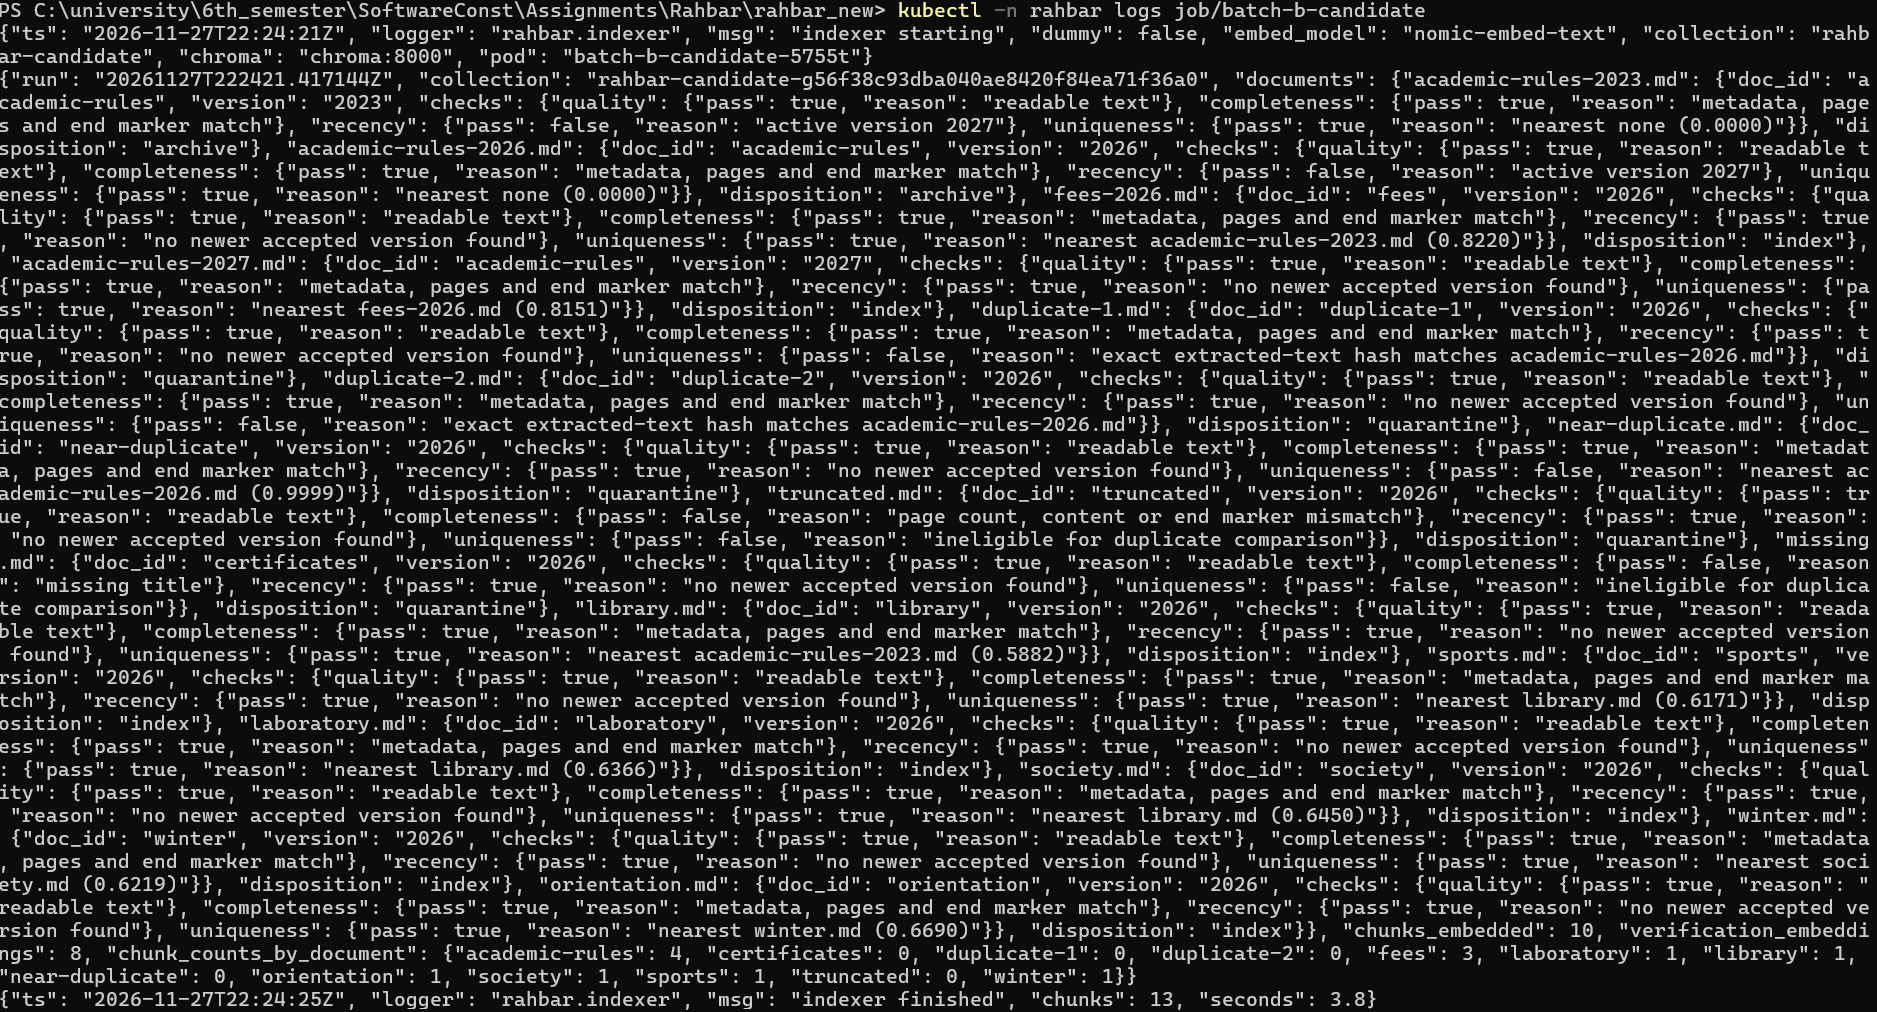 PS C:\university\6th_semester\SoftwareConst\Assignments\Rahbar\rahbar_new> kubectl -n rahbar logs job/batch-b-candidate
{"ts": "2026-11-27T22:24:21Z", "logger": "rahbar.indexer", "msg": "indexer starting", "dummy": false, "embed_model": "nomic-embed-text", "collection": "rahb
ar-candidate", "chroma": "chroma:8000", "pod": "batch-b-candidate-5755t"}
{"run": "20261127T222421.417144Z", "collection": "rahbar-candidate-g56f38c93dba040ae8420f84ea71f36a0", "documents": {"academic-rules-2023.md": {"doc_id": "a
cademic-rules", "version": "2023", "checks": {"quality": {"pass": true, "reason": "readable text"}, "completeness": {"pass": true, "reason": "metadata, page
s and end marker match"}, "recency": {"pass": false, "reason": "active version 2027"}, "uniqueness": {"pass": true, "reason": "nearest none (0.0000)"}}, "di
sposition": "archive"}, "academic-rules-2026.md": {"doc_id": "academic-rules", "version": "2026", "checks": {"quality": {"pass": true, "reason": "readable t
ext"}, "completeness": {"pass": true, "reason": "metadata, pages and end marker match"}, "recency": {"pass": false, "reason": "active version 2027"}, "uniqu
eness": {"pass": true, "reason": "nearest none (0.0000)"}}, "disposition": "archive"}, "fees-2026.md": {"doc_id": "fees", "version": "2026", "checks": {"qua
lity": {"pass": true, "reason": "readable text"}, "completeness": {"pass": true, "reason": "metadata, pages and end marker match"}, "recency": {"pass": true
, "reason": "no newer accepted version found"}, "uniqueness": {"pass": true, "reason": "nearest academic-rules-2023.md (0.8220)"}}, "disposition": "index"},
 "academic-rules-2027.md": {"doc_id": "academic-rules", "version": "2027", "checks": {"quality": {"pass": true, "reason": "readable text"}, "completeness":
{"pass": true, "reason": "metadata, pages and end marker match"}, "recency": {"pass": true, "reason": "no newer accepted version found"}, "uniqueness": {"pa
ss": true, "reason": "nearest fees-2026.md (0.8151)"}}, "disposition": "index"}, "duplicate-1.md": {"doc_id": "duplicate-1", "version": "2026", "checks": {"
quality": {"pass": true, "reason": "readable text"}, "completeness": {"pass": true, "reason": "metadata, pages and end marker match"}, "recency": {"pass": t
rue, "reason": "no newer accepted version found"}, "uniqueness": {"pass": false, "reason": "exact extracted-text hash matches academic-rules-2026.md"}}, "di
sposition": "quarantine"}, "duplicate-2.md": {"doc_id": "duplicate-2", "version": "2026", "checks": {"quality": {"pass": true, "reason": "readable text"}, "
completeness": {"pass": true, "reason": "metadata, pages and end marker match"}, "recency": {"pass": true, "reason": "no newer accepted version found"}, "un
iqueness": {"pass": false, "reason": "exact extracted-text hash matches academic-rules-2026.md"}}, "disposition": "quarantine"}, "near-duplicate.md": {"doc_
id": "near-duplicate", "version": "2026", "checks": {"quality": {"pass": true, "reason": "readable text"}, "completeness": {"pass": true, "reason": "metadat
a, pages and end marker match"}, "recency": {"pass": true, "reason": "no newer accepted version found"}, "uniqueness": {"pass": false, "reason": "nearest ac
ademic-rules-2026.md (0.9999)"}}, "disposition": "quarantine"}, "truncated.md": {"doc_id": "truncated", "version": "2026", "checks": {"quality": {"pass": tr
ue, "reason": "readable text"}, "completeness": {"pass": false, "reason": "page count, content or end marker mismatch"}, "recency": {"pass": true, "reason":
 "no newer accepted version found"}, "uniqueness": {"pass": false, "reason": "ineligible for duplicate comparison"}}, "disposition": "quarantine"}, "missing
.md": {"doc_id": "certificates", "version": "2026", "checks": {"quality": {"pass": true, "reason": "readable text"}, "completeness": {"pass": false, "reason
": "missing title"}, "recency": {"pass": true, "reason": "no newer accepted version found"}, "uniqueness": {"pass": false, "reason": "ineligible for duplica
te comparison"}}, "disposition": "quarantine"}, "library.md": {"doc_id": "library", "version": "2026", "checks": {"quality": {"pass": true, "reason": "reada
ble text"}, "completeness": {"pass": true, "reason": "metadata, pages and end marker match"}, "recency": {"pass": true, "reason": "no newer accepted version
 found"}, "uniqueness": {"pass": true, "reason": "nearest academic-rules-2023.md (0.5882)"}}, "disposition": "index"}, "sports.md": {"doc_id": "sports", "ve
rsion": "2026", "checks": {"quality": {"pass": true, "reason": "readable text"}, "completeness": {"pass": true, "reason": "metadata, pages and end marker ma
tch"}, "recency": {"pass": true, "reason": "no newer accepted version found"}, "uniqueness": {"pass": true, "reason": "nearest library.md (0.6171)"}}, "disp
osition": "index"}, "laboratory.md": {"doc_id": "laboratory", "version": "2026", "checks": {"quality": {"pass": true, "reason": "readable text"}, "completen
ess": {"pass": true, "reason": "metadata, pages and end marker match"}, "recency": {"pass": true, "reason": "no newer accepted version found"}, "uniqueness"
: {"pass": true, "reason": "nearest library.md (0.6366)"}}, "disposition": "index"}, "society.md": {"doc_id": "society", "version": "2026", "checks": {"qual
ity": {"pass": true, "reason": "readable text"}, "completeness": {"pass": true, "reason": "metadata, pages and end marker match"}, "recency": {"pass": true,
 "reason": "no newer accepted version found"}, "uniqueness": {"pass": true, "reason": "nearest library.md (0.6450)"}}, "disposition": "index"}, "winter.md":
 {"doc_id": "winter", "version": "2026", "checks": {"quality": {"pass": true, "reason": "readable text"}, "completeness": {"pass": true, "reason": "metadata
, pages and end marker match"}, "recency": {"pass": true, "reason": "no newer accepted version found"}, "uniqueness": {"pass": true, "reason": "nearest soci
ety.md (0.6219)"}}, "disposition": "index"}, "orientation.md": {"doc_id": "orientation", "version": "2026", "checks": {"quality": {"pass": true, "reason": "
readable text"}, "completeness": {"pass": true, "reason": "metadata, pages and end marker match"}, "recency": {"pass": true, "reason": "no newer accepted ve
rsion found"}, "uniqueness": {"pass": true, "reason": "nearest winter.md (0.6690)"}}, "disposition": "index"}}, "chunks_embedded": 10, "verification_embeddi
ngs": 8, "chunk_counts_by_document": {"academic-rules": 4, "certificates": 0, "duplicate-1": 0, "duplicate-2": 0, "fees": 3, "laboratory": 1, "library": 1,
"near-duplicate": 0, "orientation": 1, "society": 1, "sports": 1, "truncated": 0, "winter": 1}}
{"ts": "2026-11-27T22:24:25Z", "logger": "rahbar.indexer", "msg": "indexer finished", "chunks": 13, "seconds": 3.8}